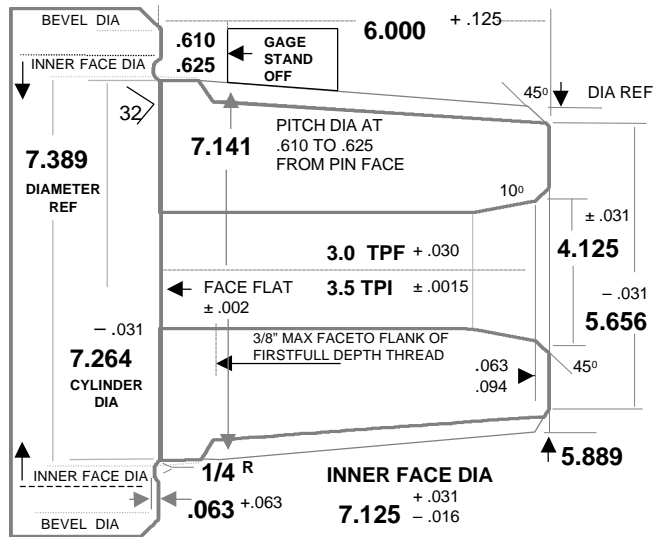 BEVEL DIA
6.000 + .125
.610
.625
GAGE
STAND
OFF
INNER FACE DIA
45⁰
DIA REF
32
7.389
DIAMETER
REF
7.141
PITCH DIA AT
.610 TO .625
FROM PIN FACE
10⁰
± .031
4.125
3.0 TPF + .030
FACE FLAT
± .002
3.5 TPI ± .0015
– .031
5.656
– .031
7.264
CYLINDER
DIA
3/8" MAX FACETO FLANK OF
FIRSTFULL DEPTH THREAD
.063
.094
45⁰
5.889
INNER FACE DIA
1/4 R
.063 +.063
INNER FACE DIA
7.125 + .031
– .016
BEVEL DIA